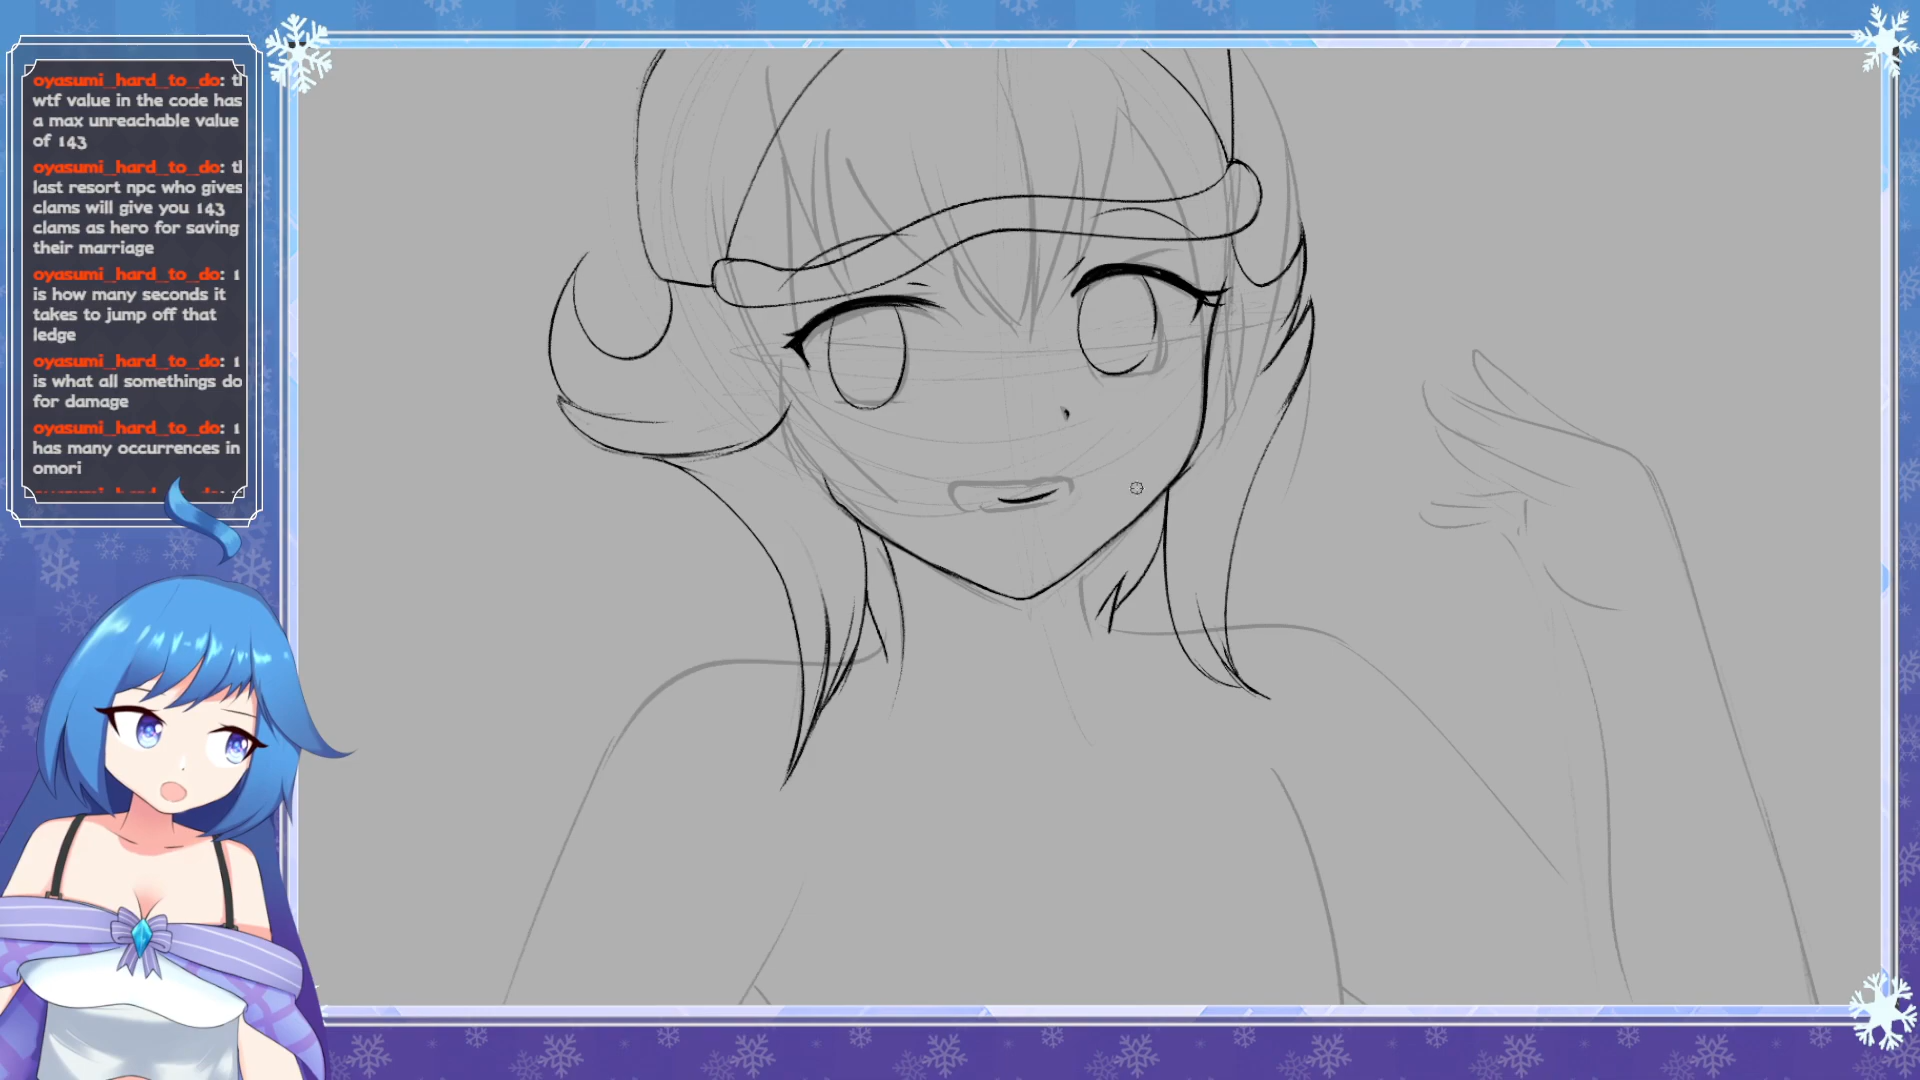 oyasumi_hard_to_do: t
wtf value in the code has
a max unreachable value
of 143
oyasumi_hard_to_do: t
last resort npc who gives
clams will give you 143
clams as hero for saving
their marriage
oyasumi_hard_to_do: 1
is how many seconds it
takes to jump off that
ledge
oyasumi_hard_to_do: 1
is what all somethings do
for damage
oyasumi_hard_to_do: 1
has many occurrences in
omori